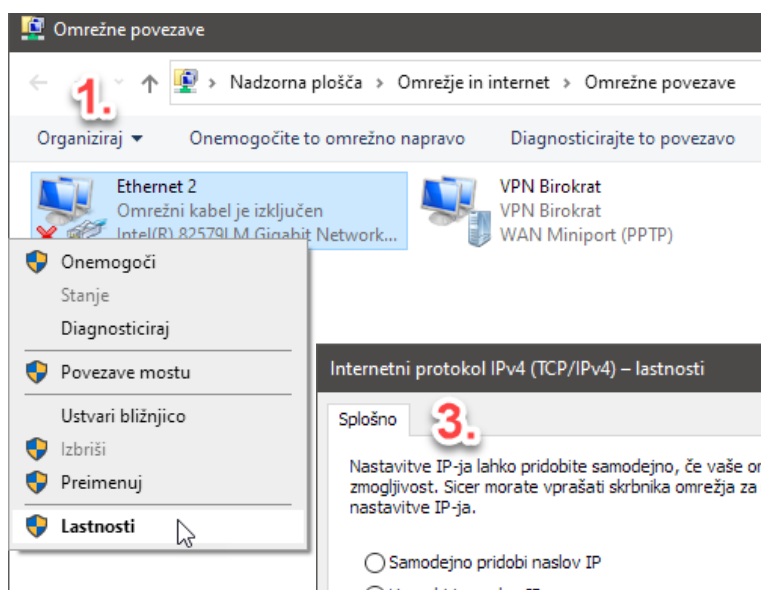 Omrežne povezave
Nadzorna plošča > Omrežje in internet > Omrežne povezave
1.
Organiziraj Onemogočite to omrežno napravo Diagnosticirajte to povezavo
Ethernet 2
Omrežni kabel je izključen
Intel(R) 82579LM Gigabit Network...
VPN Birokrat
VPN Birokrat
WAN Miniport (PPTP)
Onemogoči
Stanje
Diagnosticiraj
Povezave mostu
Ustvari bližnjico
Izbriši
Preimenuj
Lastnosti
Internetni protokol IPv4 (TCP/IPv4) – lastnosti
Splošno
3.
Nastavitve IP-ja lahko pridobite samodejno, če vaše
zmogljivost. Sicer morate vprašati skrbnika omrežja za
nastavitve IP-ja.
Samodejno pridobi naslov IP